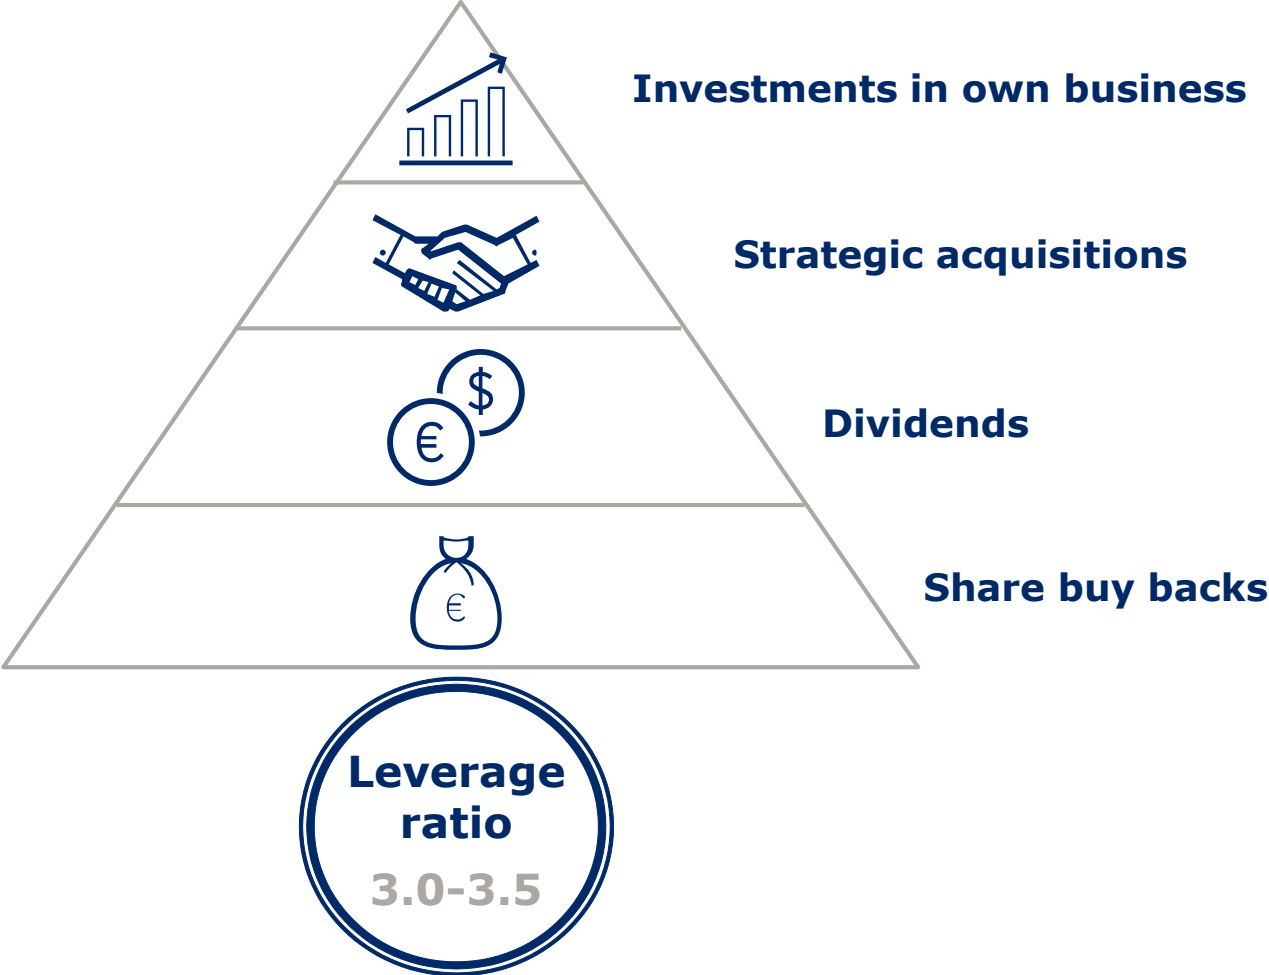 Investments in own business
Strategic acquisitions
$
€
Dividends
€
Share buy backs
Leverage
ratio
3.0-3.5